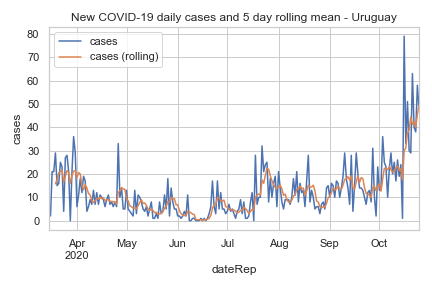 New COVID-19 daily cases and 5 day rolling mean - Uruguay
cases
cases (rolling)
80
70
60
50
40
30
20
10
0
cases
Apr
2020
May
Jun
Jul
Aug
Sep
Oct
dateRep